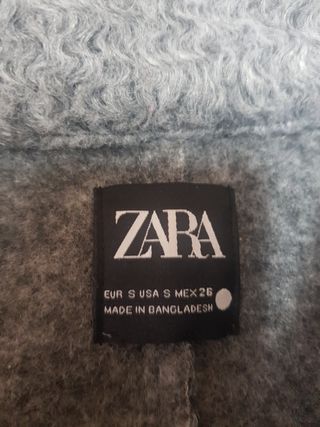 ZARA
EUR S USA S MEX 26
MADE IN BANGLADESH